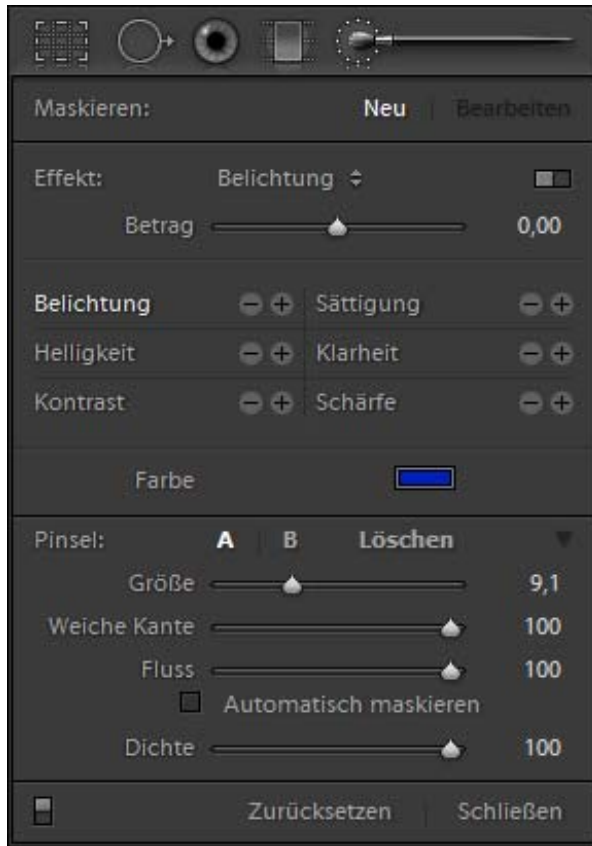 Maskieren: Neu Bearbeiten
Effekt: Belichtung
Betrag 0,00
Belichtung Sättigung
Helligkeit Klarheit
Kontrast Schärfe
Farbe
Pinsel: A B Löschen
Größe 9,1
Weiche Kante 100
Fluss 100
Automatisch maskieren
Dichte 100
Zurücksetzen Schließen